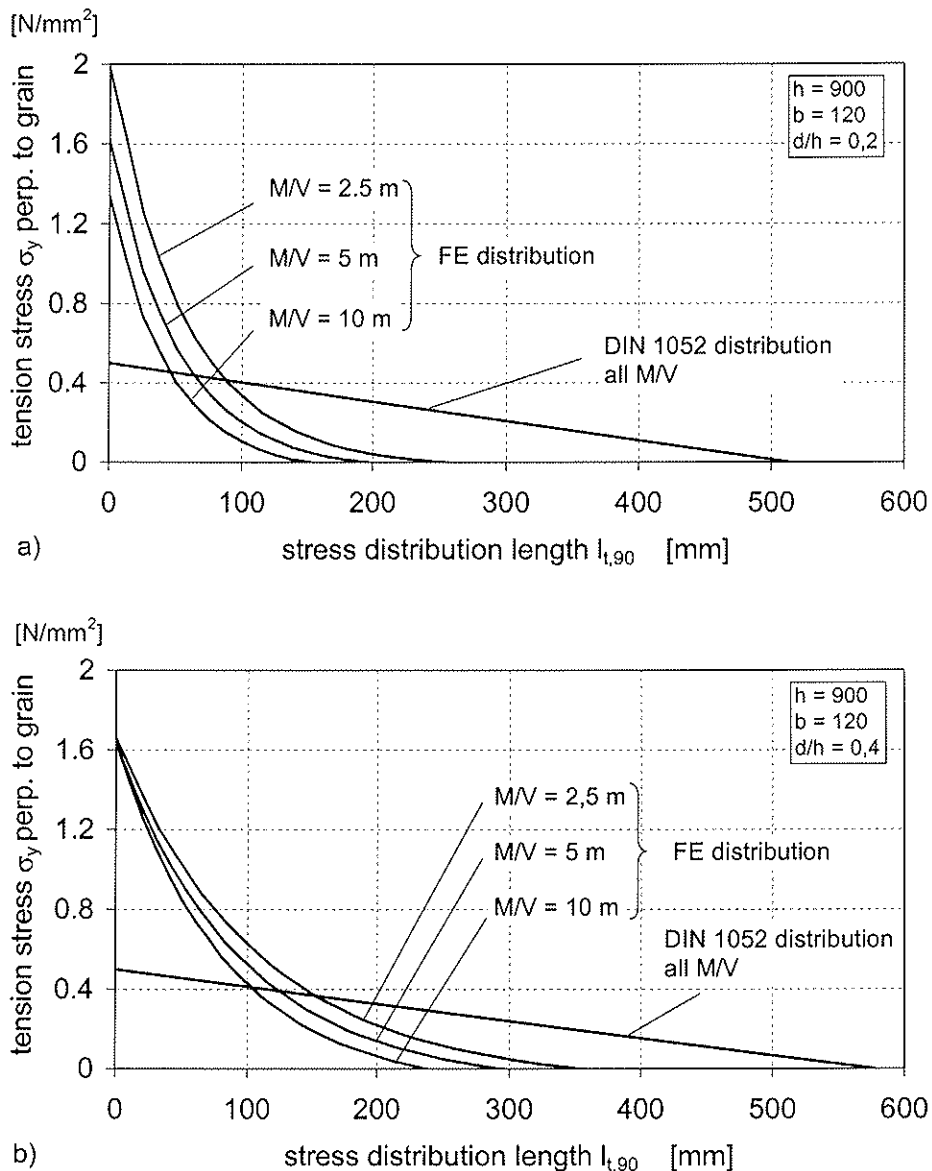 [N/mm²]
tension stress σy perp. to grain
2
1.6
1.2
0.8
0.4
0
h = 900
b = 120
d/h = 0,2
M/V = 2.5 m
M/V = 5 m
M/V = 10 m
FE distribution
DIN 1052 distribution
all M/V
0 100 200 300 400 500 600
a) stress distribution length lt,90 [mm]
[N/mm²]
tension stress σy perp. to grain
2
1.6
1.2
0.8
0.4
0
h = 900
b = 120
d/h = 0,4
M/V = 2,5 m
M/V = 5 m
M/V = 10 m
FE distribution
DIN 1052 distribution
all M/V
0 100 200 300 400 500 600
b) stress distribution length lt,90 [mm]